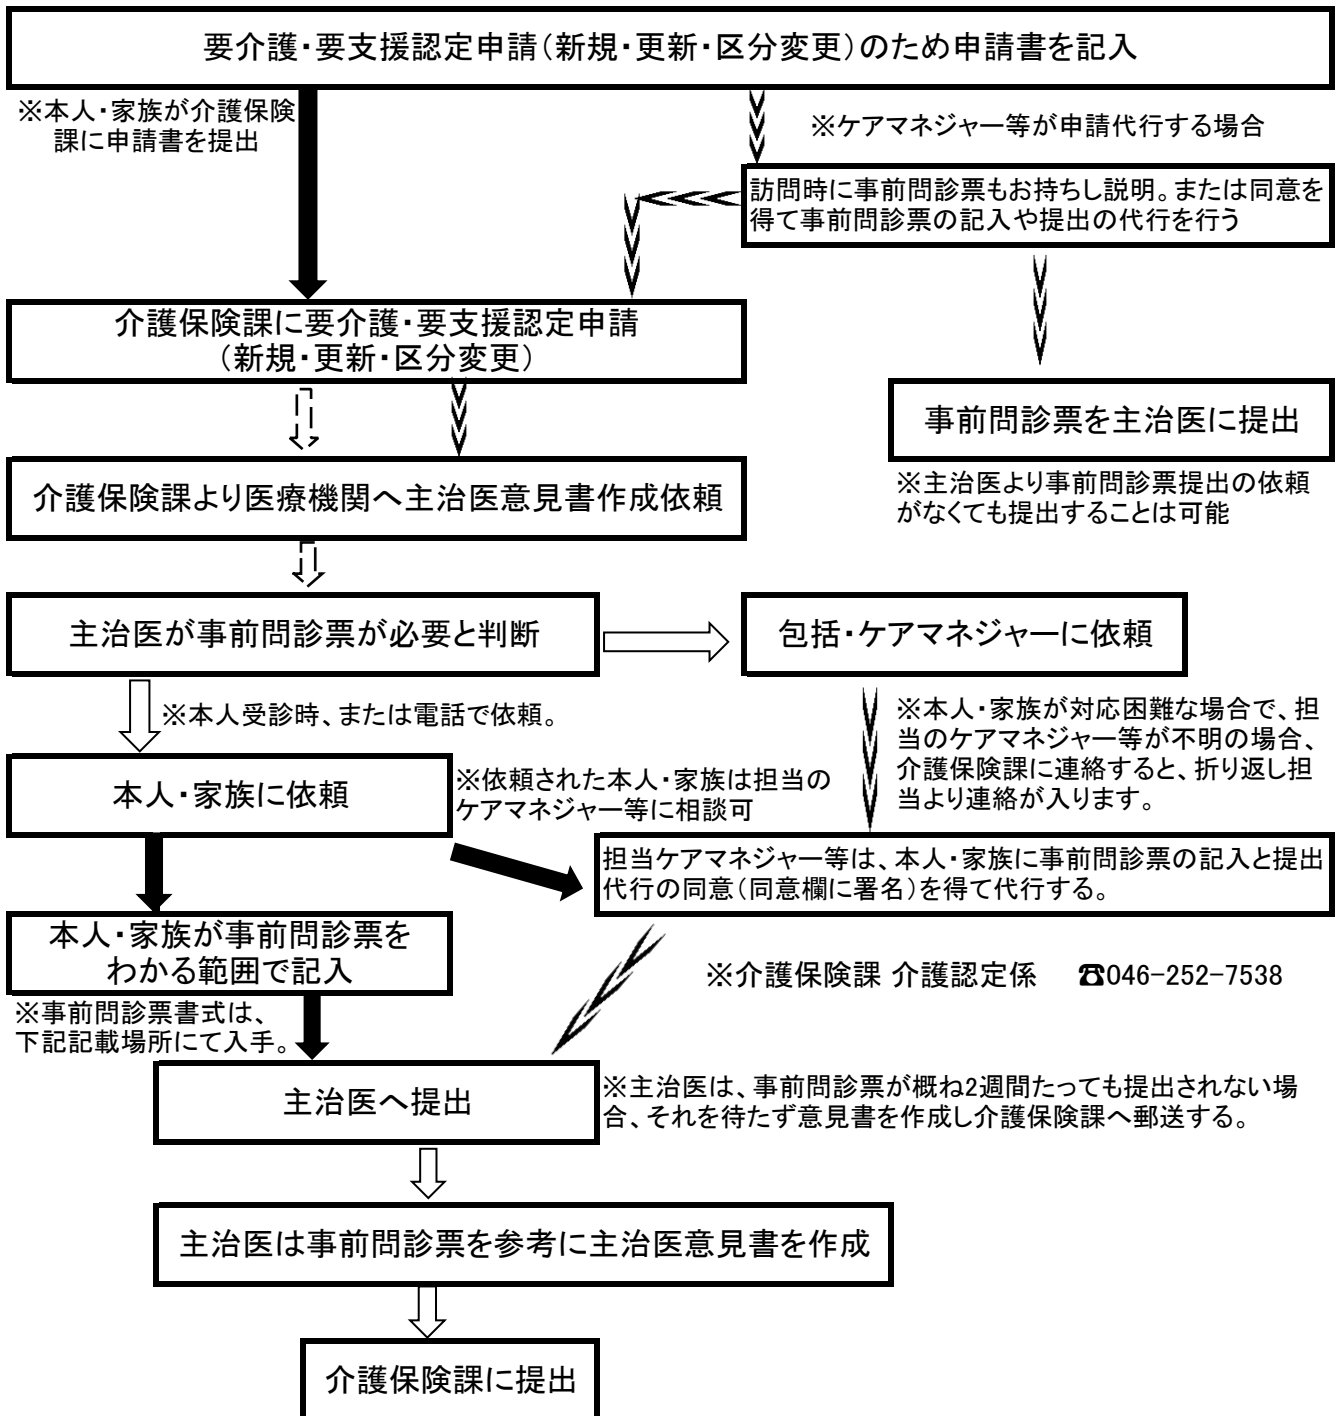 要介護・要支援認定申請（新規・更新・区分変更）のため申請書を記入
※本人・家族が介護保険
課に申請書を提出
※ケアマネジャー等が申請代行する場合
訪問時に事前問診票もお持ちし説明。または同意を
得て事前問診票の記入や提出の代行を行う
介護保険課に要介護・要支援認定申請
（新規・更新・区分変更）
事前問診票を主治医に提出
※主治医より事前問診票提出の依頼
がなくても提出することは可能
介護保険課より医療機関へ主治医意見書作成依頼
主治医が事前問診票が必要と判断
包括・ケアマネジャーに依頼
※本人受診時、または電話で依頼。
※本人・家族が対応困難な場合で、担
当のケアマネジャー等が不明の場合、
介護保険課に連絡すると、折り返し担
当より連絡が入ります。
本人・家族に依頼
※依頼された本人・家族は担当の
ケアマネジャー等に相談可
担当ケアマネジャー等は、本人・家族に事前問診票の記入と提出
代行の同意（同意欄に署名）を得て代行する。
本人・家族が事前問診票を
わかる範囲で記入
※介護保険課 介護認定係 ☎046-252-7538
※事前問診票書式は、
下記記載場所にて入手。
主治医へ提出
※主治医は、事前問診票が概ね2週間たっても提出されない場
合、それを待たず意見書を作成し介護保険課へ郵送する。
主治医は事前問診票を参考に主治医意見書を作成
介護保険課に提出